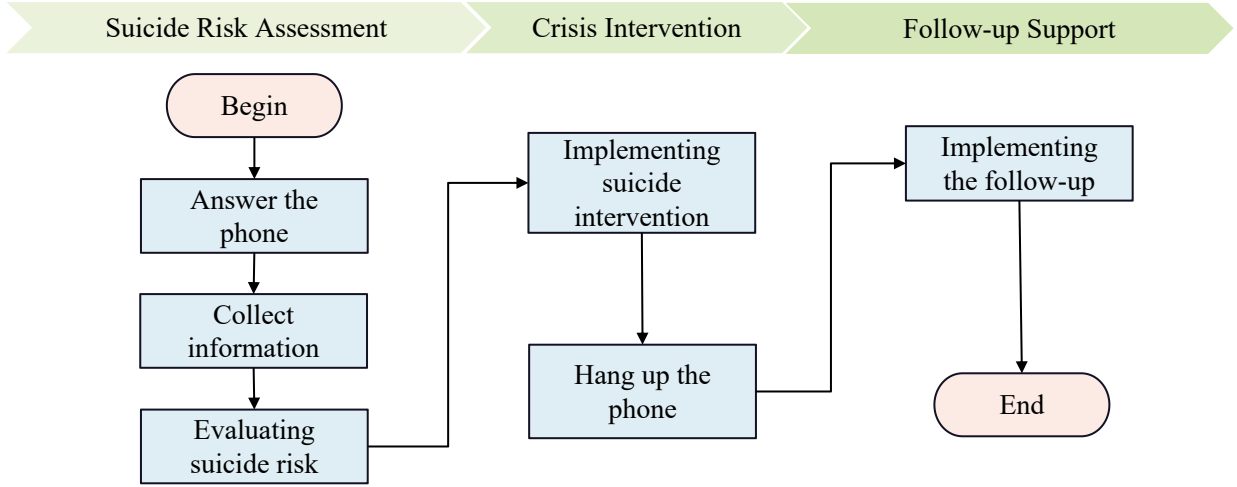 Suicide Risk Assessment
Crisis Intervention
Follow-up Support
Begin
Answer the
phone
Collect
information
Evaluating
suicide risk
Implementing
suicide
intervention
Hang up the
phone
Implementing
the follow-up
End